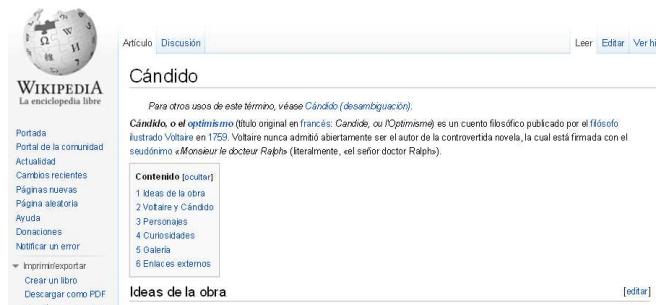 WIKIPEDIA
La enciclopedia libre
Portada
Portal de la comunidad
Actualidad
Cambios recientes
Páginas nuevas
Página aleatoria
Ayuda
Donaciones
Notificar un error
Imprimir/exportar
Crear un libro
Descargar como PDF
Artículo Discusión
Leer Editar Ver hi
Cándido
Para otros usos de este término, véase Cándido (desambiguación).
Cándido, o el optimismo (título original en francés: Candide, ou l'Optimisme) es un cuento filosófico publicado por el filósofo
ilustrado Voltaire en 1759. Voltaire nunca admitió abiertamente ser el autor de la controvertida novela, la cual está firmada con el
seudónimo «Monsieur le docteur Ralph» (literalmente, «el señor doctor Ralph»).
Contenido [ocultar]
1 Ideas de la obra
2 Voltaire y Cándido
3 Personajes
4 Curiosidades
5 Galería
6 Enlaces externos
Ideas de la obra [editar]